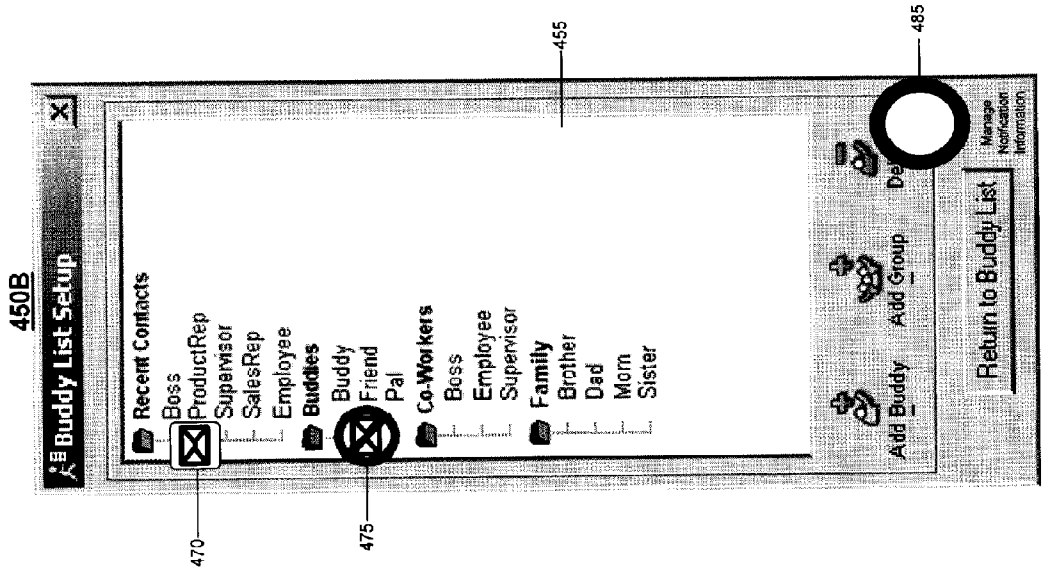 450B
Buddy List Setup
Recent Contacts
Boss
ProductRep
Supervisor
SalesRep
Employee
Buddies
Buddy
Friend
Pal
Co-Workers
Boss
Employee
Supervisor
Family
Brother
Dad
Mom
Sister
Add Buddy
Add Group
De
Manage
Notification
Information
Return to Buddy List
470
475
455
485